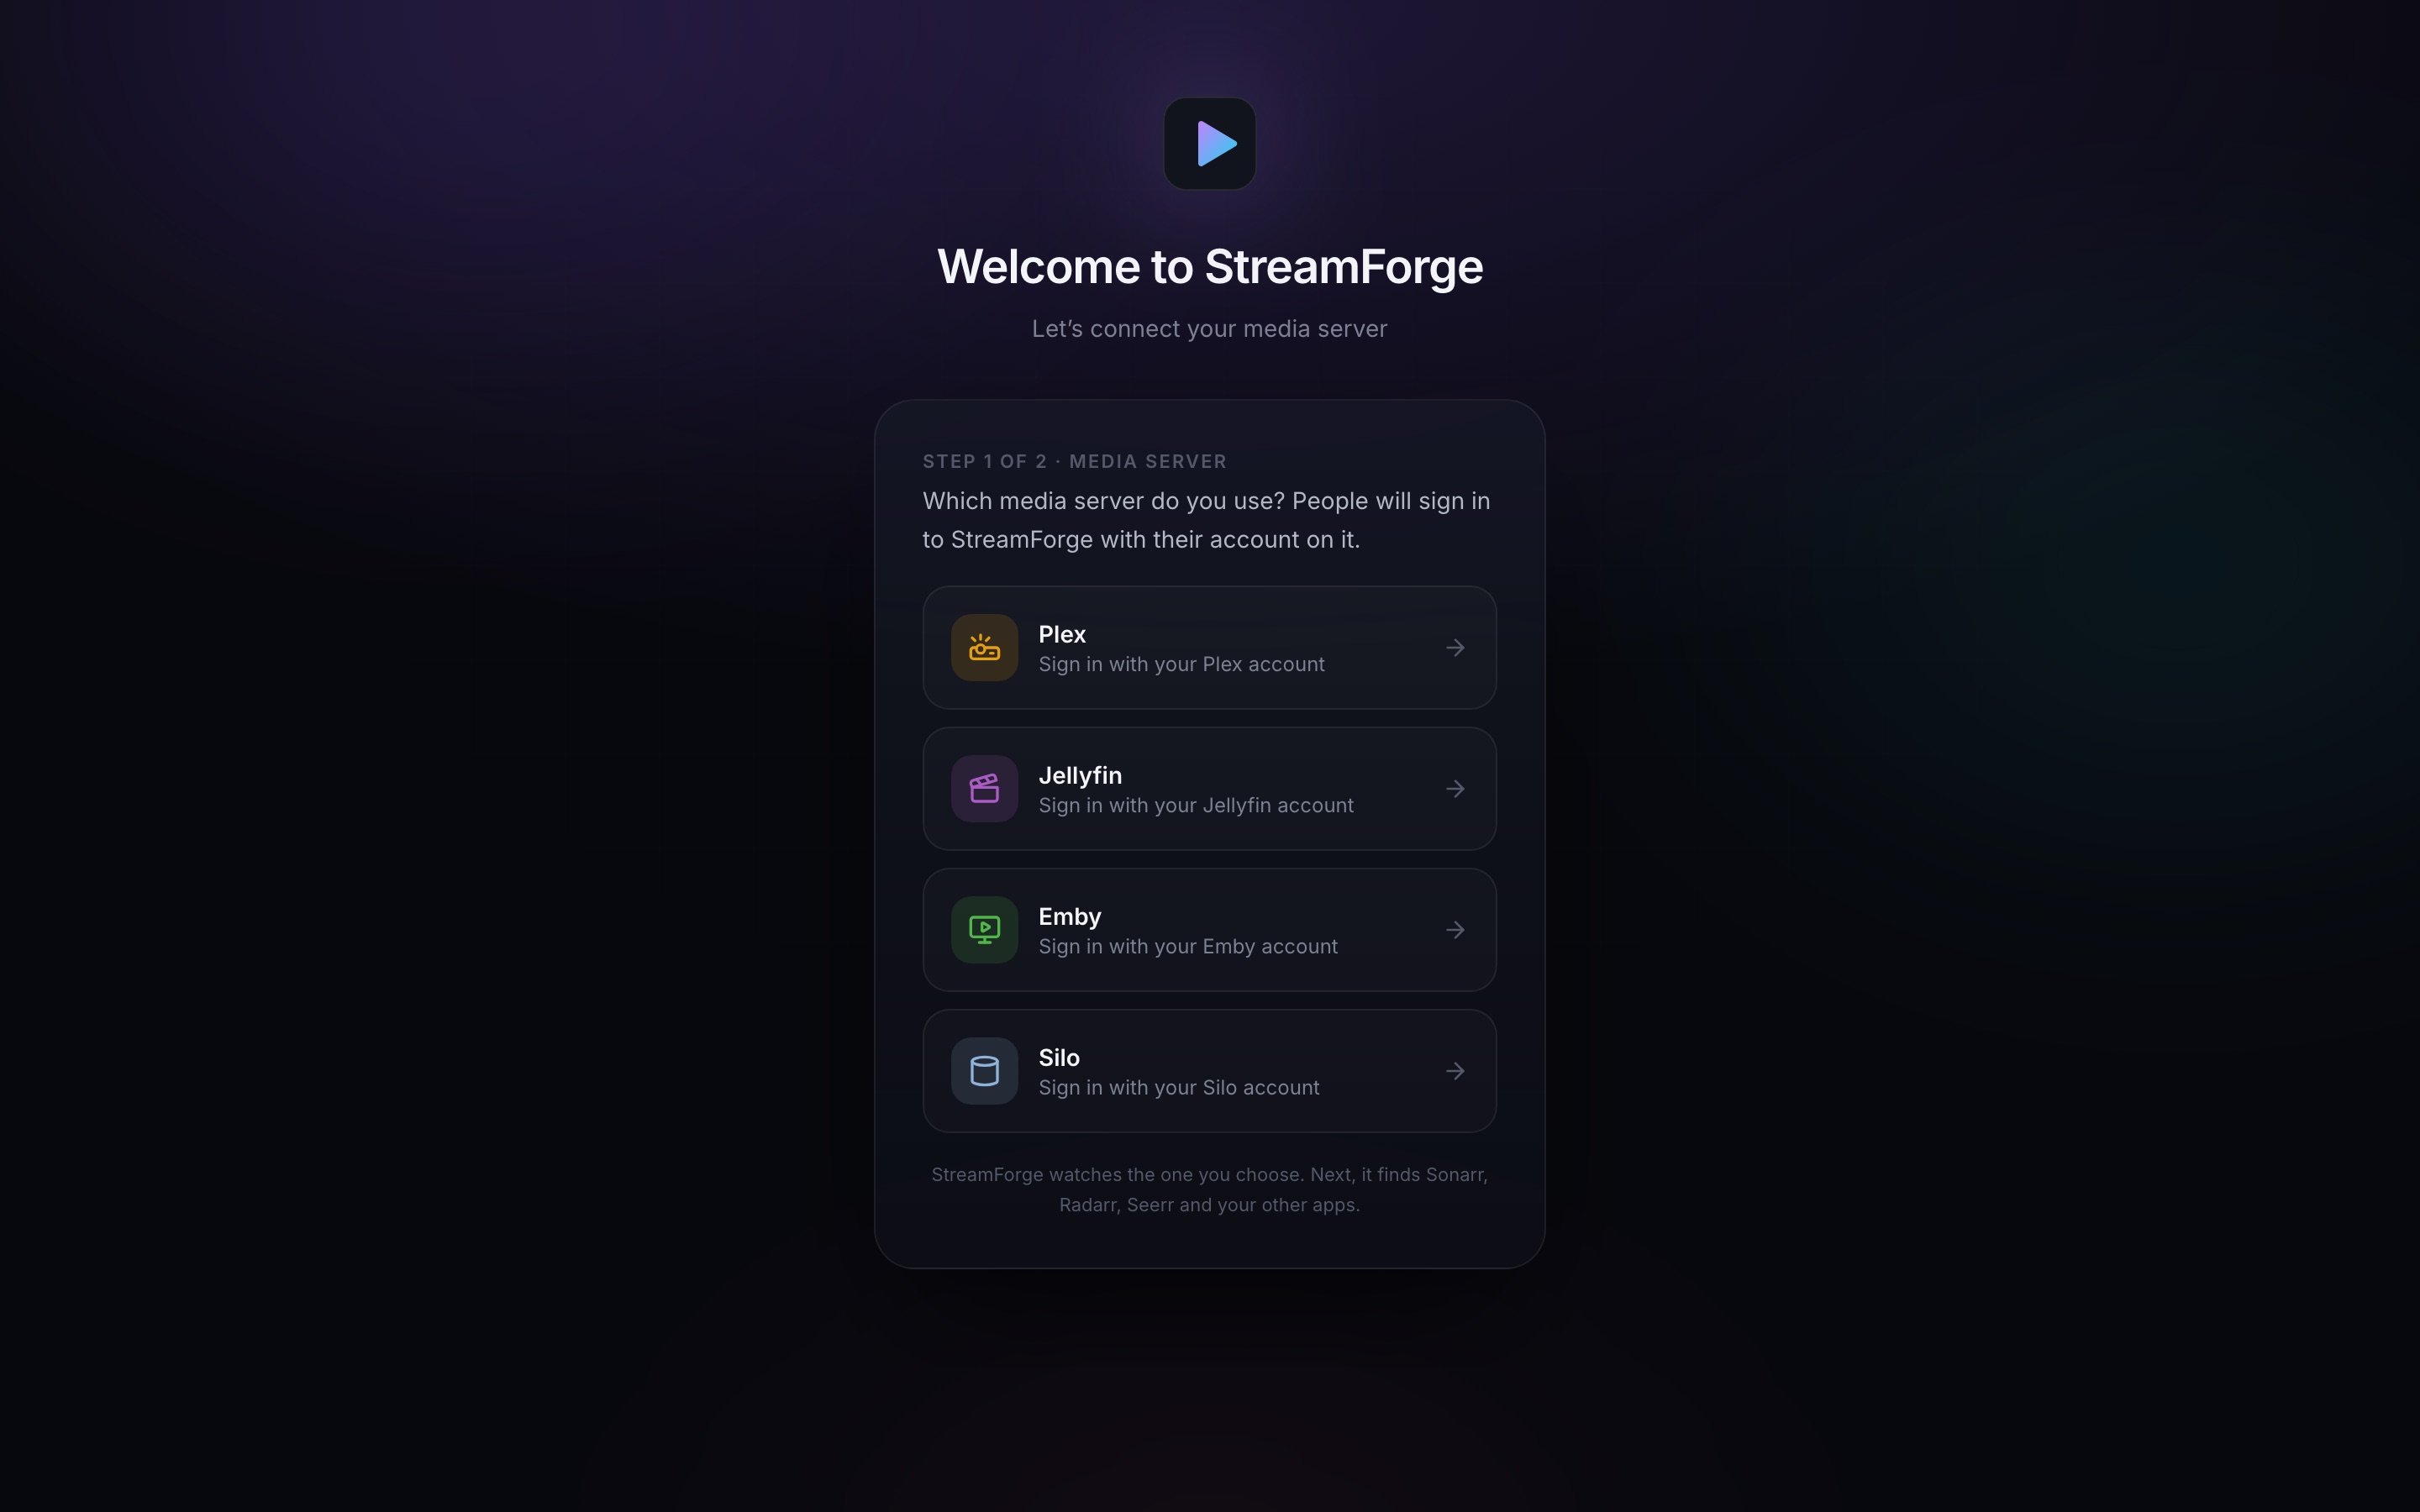 Welcome to StreamForge
Let’s connect your media server
STEP 1 OF 2 · MEDIA SERVER
Which media server do you use? People will sign in
to StreamForge with their account on it.
Plex
Sign in with your Plex account
Jellyfin
Sign in with your Jellyfin account
Emby
Sign in with your Emby account
Silo
Sign in with your Silo account
StreamForge watches the one you choose. Next, it finds Sonarr,
Radarr, Seerr and your other apps.